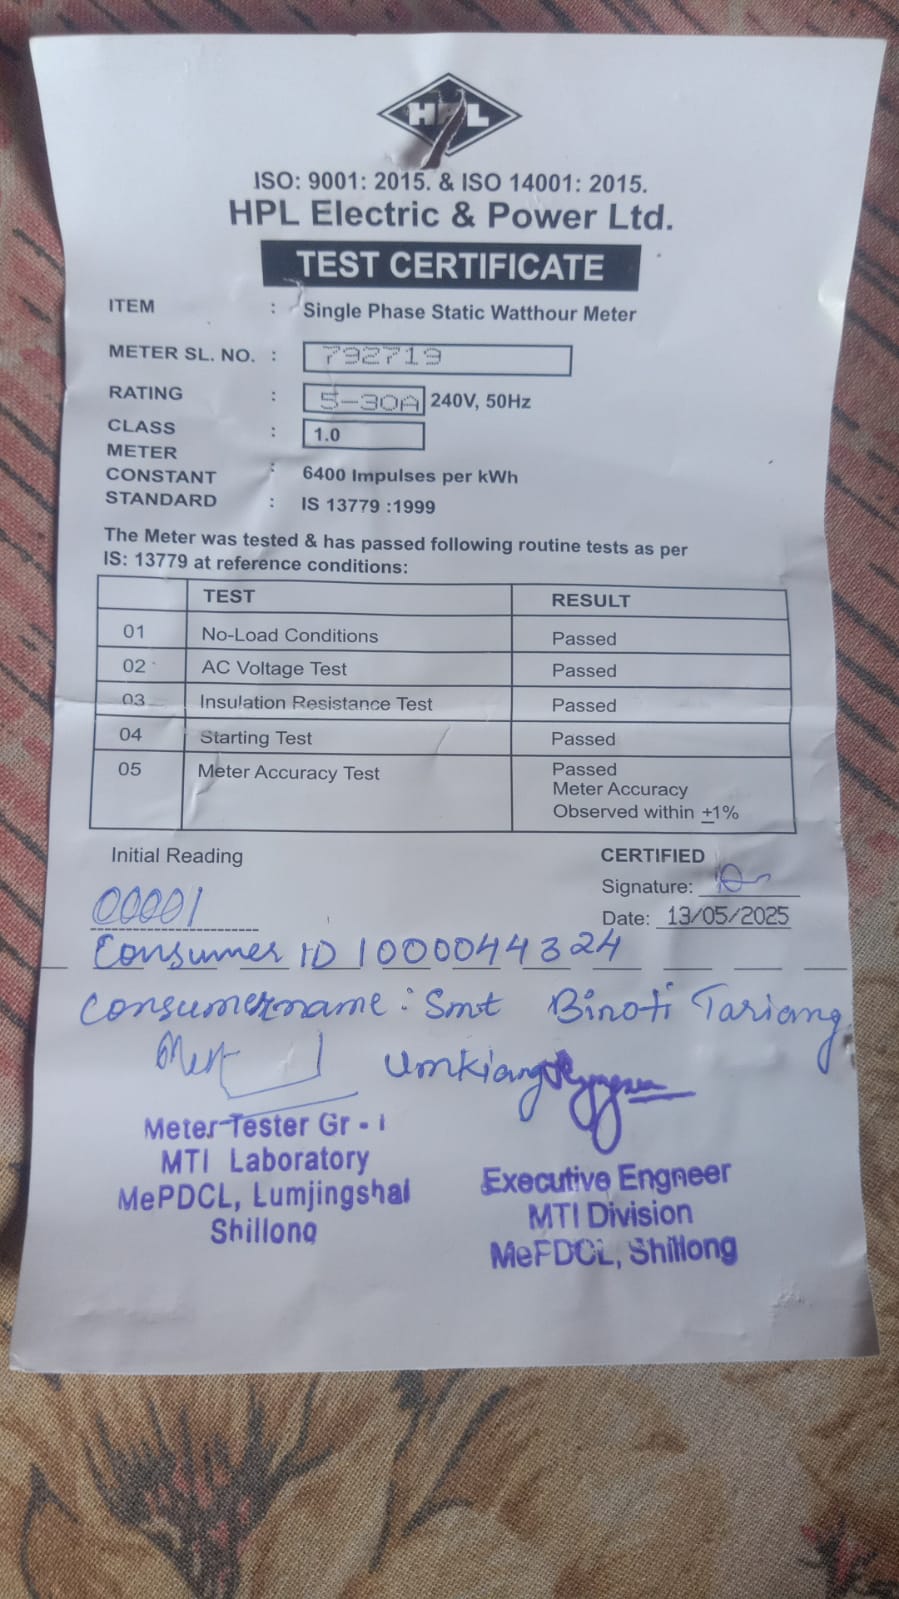 HPL
ISO: 9001: 2015. & ISO 14001: 2015.
HPL Electric & Power Ltd.
TEST CERTIFICATE
ITEM : Single Phase Static Watthour Meter
METER SL. NO. : 792719
RATING : 5-30A 240V, 50Hz
CLASS : 1.0
METER
CONSTANT : 6400 Impulses per kWh
STANDARD : IS 13779 :1999
The Meter was tested & has passed following routine tests as per
IS: 13779 at reference conditions:
TEST RESULT
01 No-Load Conditions Passed
02 AC Voltage Test Passed
03 Insulation Resistance Test Passed
04 Starting Test Passed
05 Meter Accuracy Test Passed
Meter Accuracy
Observed within ±1%
Initial Reading
00001
CERTIFIED
Signature:
Date: 13/05/2025
Consumer ID 1000044324
Consumername: Smt Binoti Tariang
Umkiang
Meter Tester Gr - I
MTI Laboratory
MePDCL, Lumjingshai
Shillong
Executive Engneer
MTI Division
MePDCL, Shillong